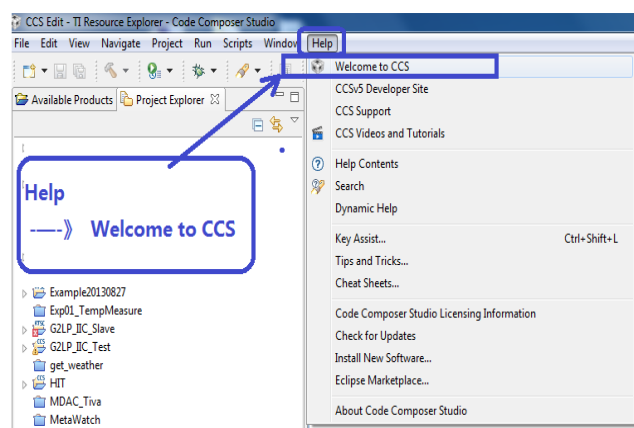 CCS Edit - TI Resource Explorer - Code Composer Studio
File Edit View Navigate Project Run Scripts Window Help
Available Products Project Explorer
Help
-----》 Welcome to CCS
Example20130827
Exp01_TempMeasure
G2LP_IIC_Slave
G2LP_IIC_Test
get_weather
HIT
MDAC_Tiva
MetaWatch
Welcome to CCS
CCSv5 Developer Site
CCS Support
CCS Videos and Tutorials
Help Contents
Search
Dynamic Help
Key Assist... Ctrl+Shift+L
Tips and Tricks...
Cheat Sheets...
Code Composer Studio Licensing Information
Check for Updates
Install New Software...
Eclipse Marketplace...
About Code Composer Studio